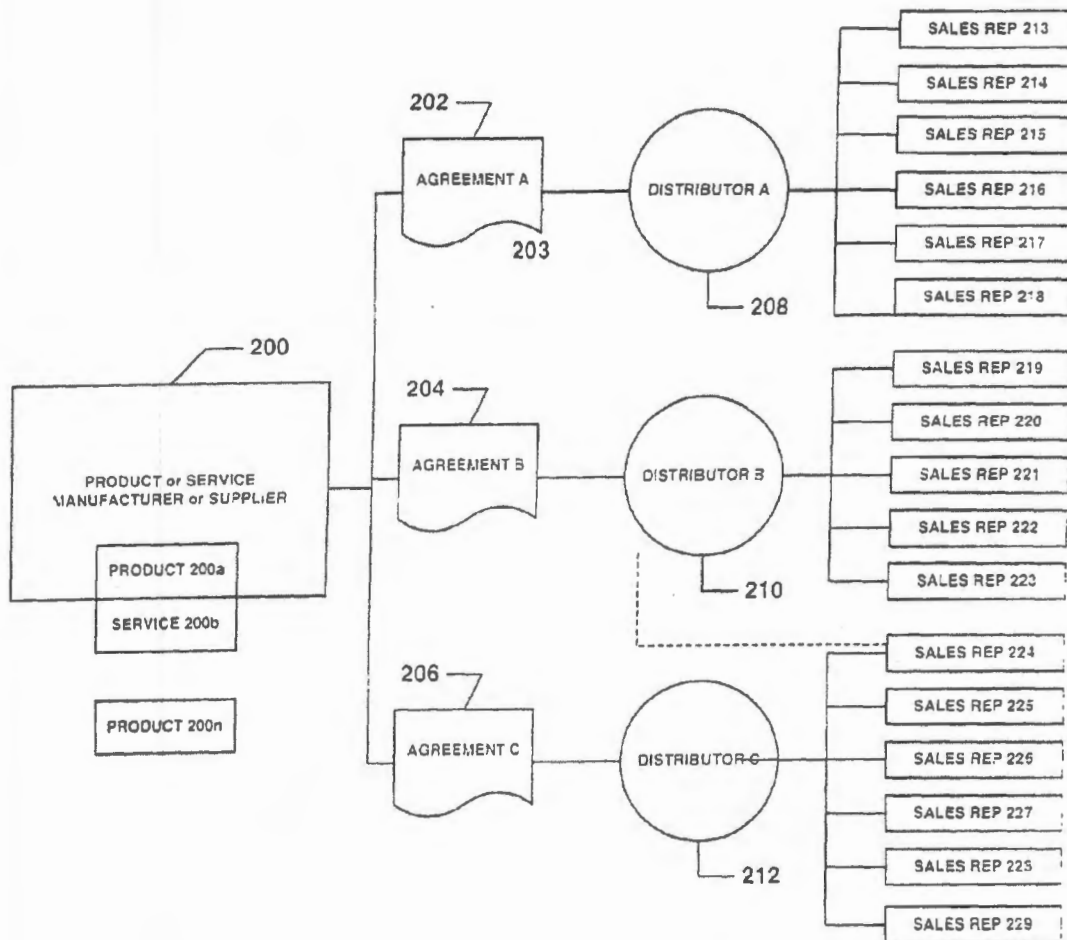 200
PRODUCT or SERVICE
MANUFACTURER or SUPPLIER
PRODUCT 200a
SERVICE 200b
PRODUCT 200n
202
AGREEMENT A
203
204
AGREEMENT B
206
AGREEMENT C
DISTRIBUTOR A
208
DISTRIBUTOR B
210
DISTRIBUTOR C
212
SALES REP 213
SALES REP 214
SALES REP 215
SALES REP 216
SALES REP 217
SALES REP 218
SALES REP 219
SALES REP 220
SALES REP 221
SALES REP 222
SALES REP 223
SALES REP 224
SALES REP 225
SALES REP 226
SALES REP 227
SALES REP 228
SALES REP 229